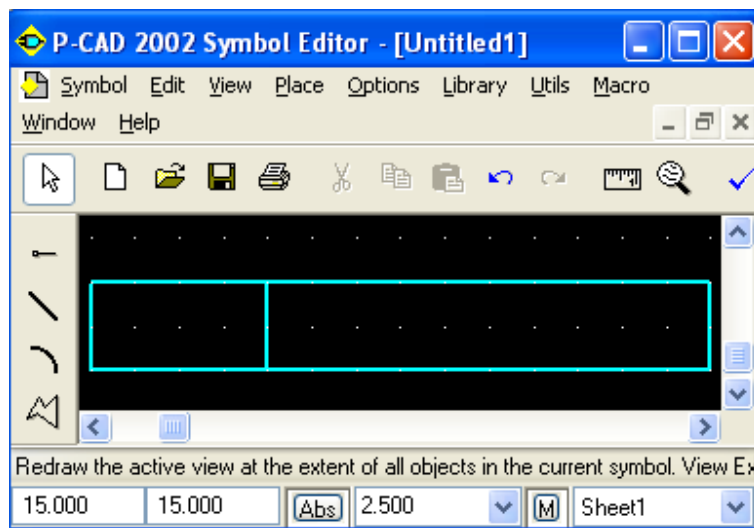 P-CAD 2002 Symbol Editor - [Untitled1]
Symbol Edit View Place Options Library Utils Macro
Window Help
Redraw the active view at the extent of all objects in the current symbol. View Ex
15.000 15.000 Abs 2.500 M Sheet1